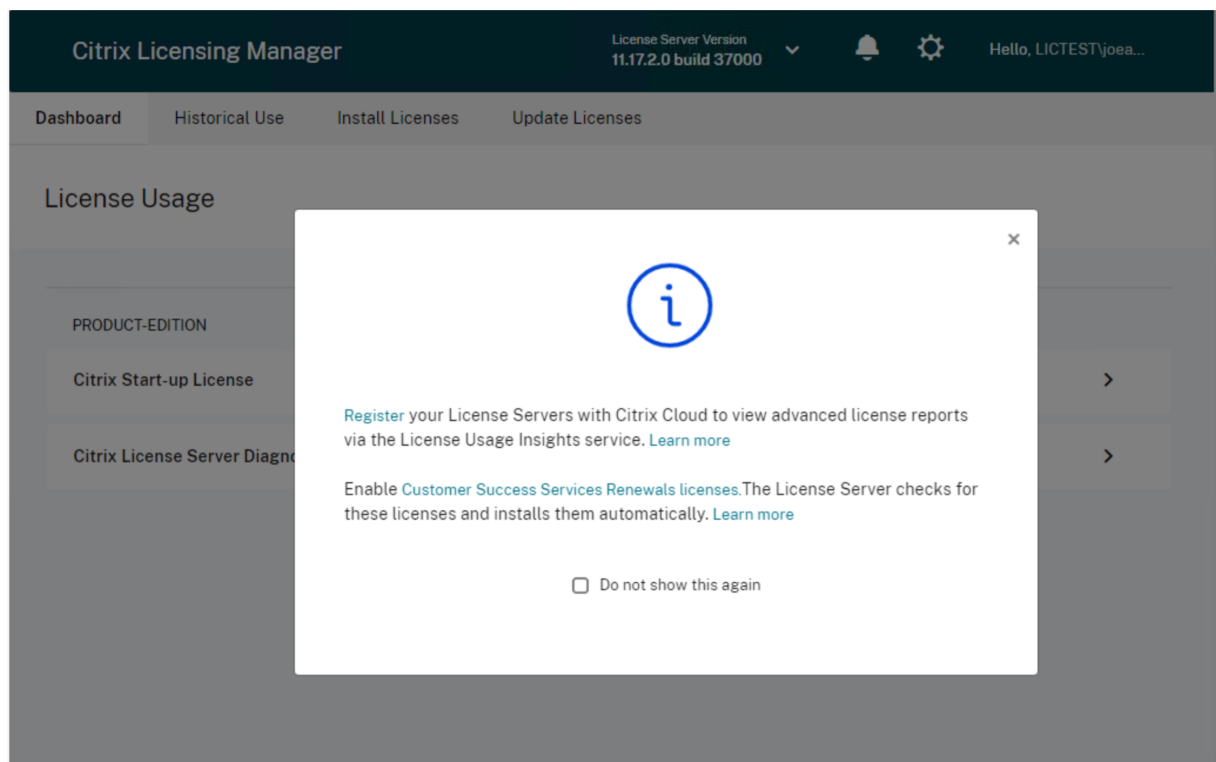 Citrix Licensing Manager
License Server Version
11.17.2.0 build 37000
Hello, LICTEST\joea...
Dashboard
Historical Use
Install Licenses
Update Licenses
License Usage
PRODUCT-EDITION
Citrix Start-up License
Citrix License Server
Register your License Servers with Citrix Cloud to view advanced license reports
via the License Usage Insights service. Learn more
Enable Customer Success Services Renewals licenses.The License Server checks for
these licenses and installs them automatically. Learn more
Do not show this again